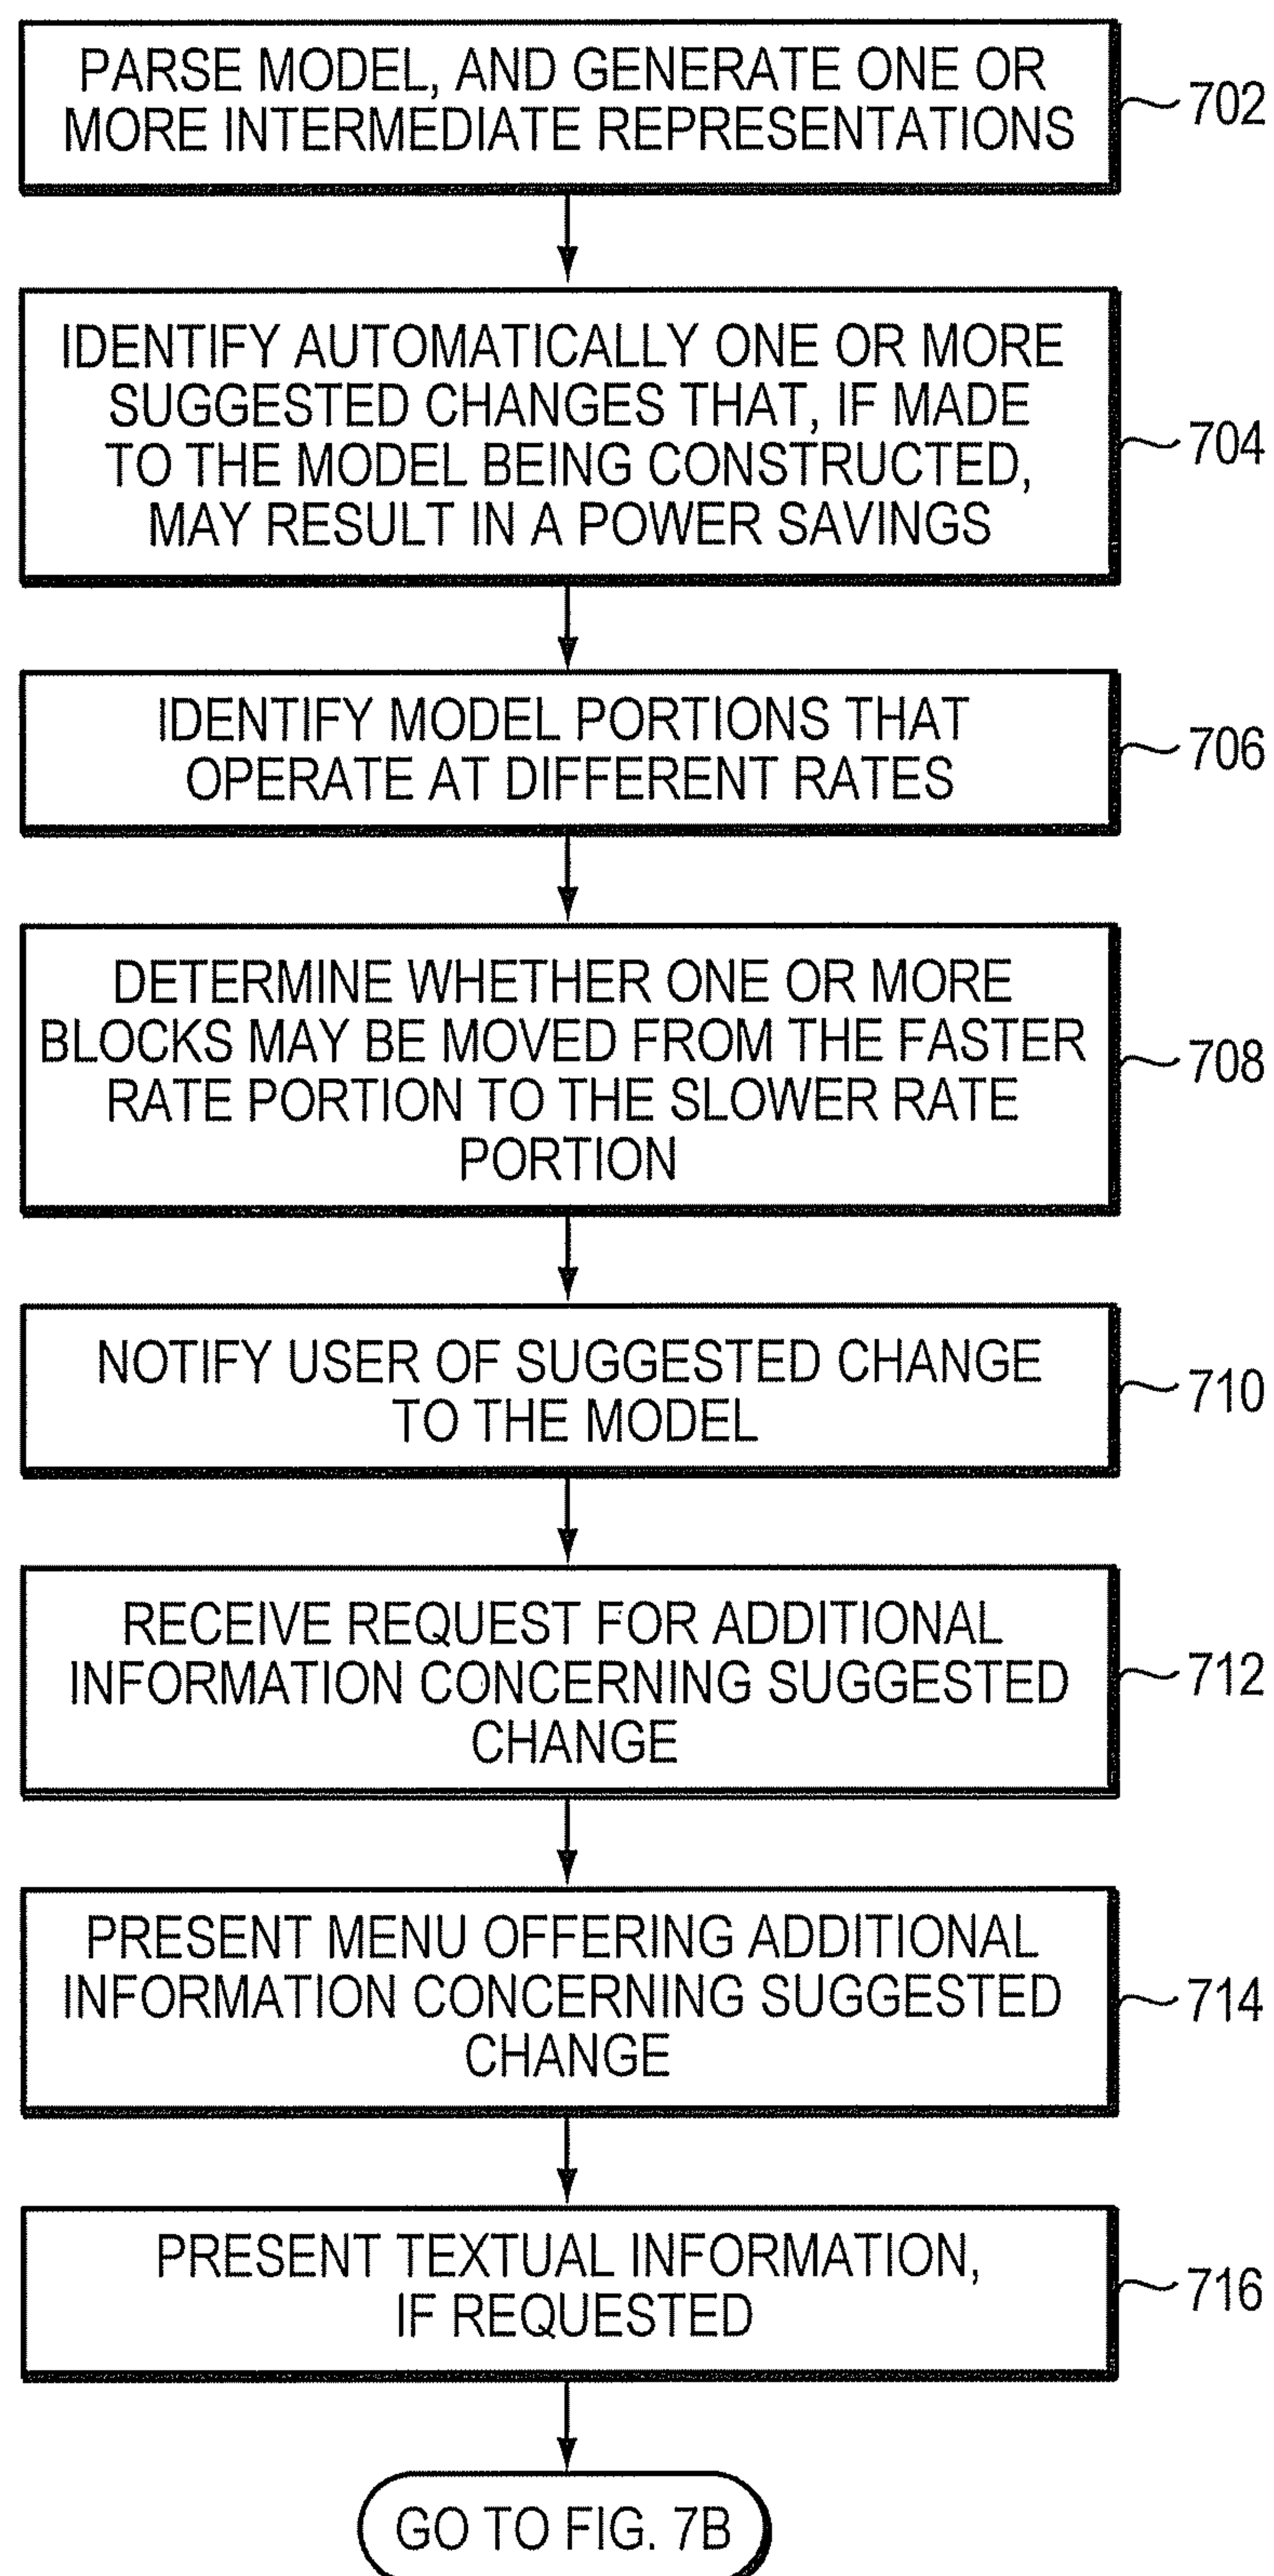 PARSE MODEL, AND GENERATE ONE OR
MORE INTERMEDIATE REPRESENTATIONS
702
IDENTIFY AUTOMATICALLY ONE OR MORE
SUGGESTED CHANGES THAT, IF MADE
TO THE MODEL BEING CONSTRUCTED,
MAY RESULT IN A POWER SAVINGS
704
IDENTIFY MODEL PORTIONS THAT
OPERATE AT DIFFERENT RATES
706
DETERMINE WHETHER ONE OR MORE
BLOCKS MAY BE MOVED FROM THE FASTER
RATE PORTION TO THE SLOWER RATE
PORTION
708
NOTIFY USER OF SUGGESTED CHANGE
TO THE MODEL
710
RECEIVE REQUEST FOR ADDITIONAL
INFORMATION CONCERNING SUGGESTED
CHANGE
712
PRESENT MENU OFFERING ADDITIONAL
INFORMATION CONCERNING SUGGESTED
CHANGE
714
PRESENT TEXTUAL INFORMATION,
IF REQUESTED
716
GO TO FIG. 7B